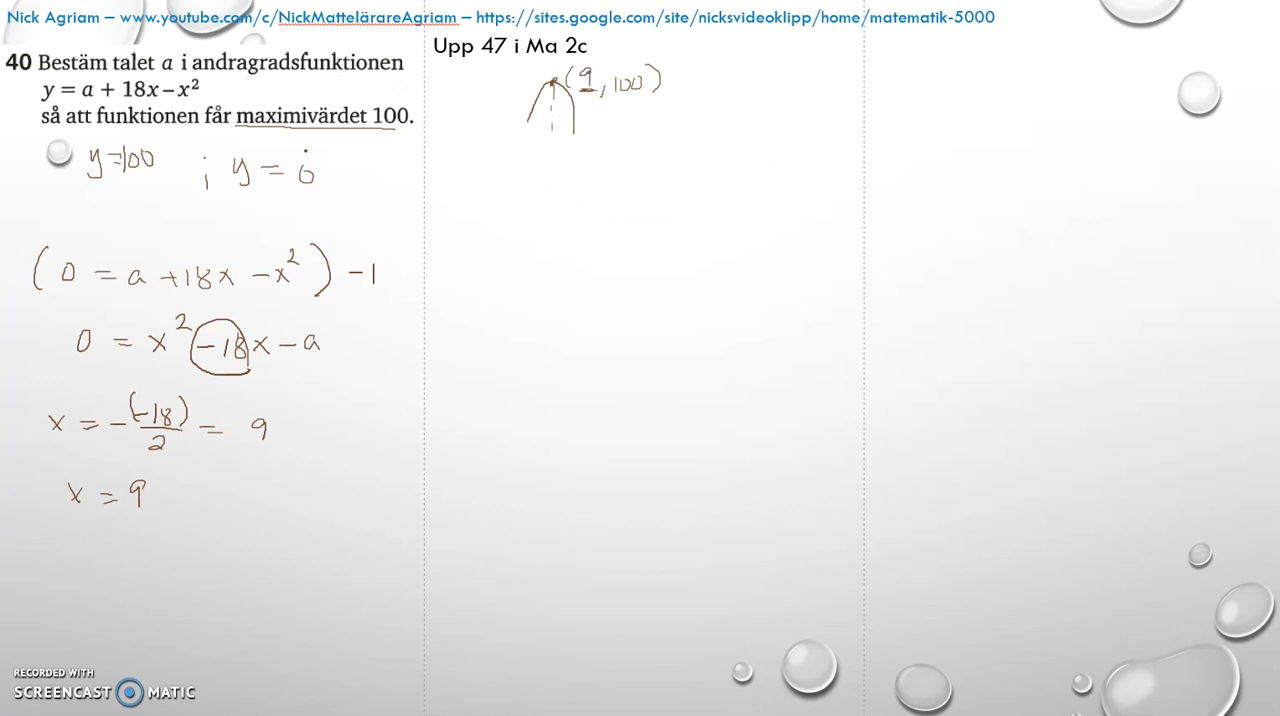 Nick Agriam – www.youtube.com/c/NickMattelärareAgriam – https://sites.google.com/site/nicksvideoklipp/home/matematik-5000
40 Bestäm talet a i andragradsfunktionen
y = a + 18x – x²
så att funktionen får maximivärdet 100.
y=100 i y = 0
(0 = a + 18x – x²) –1
0 = x² –18x – a
x = –(–18)/2 = 9
x = 9
Upp 47 i Ma 2c
(9, 100)
RECORDED WITH
SCREENCAST MATIC